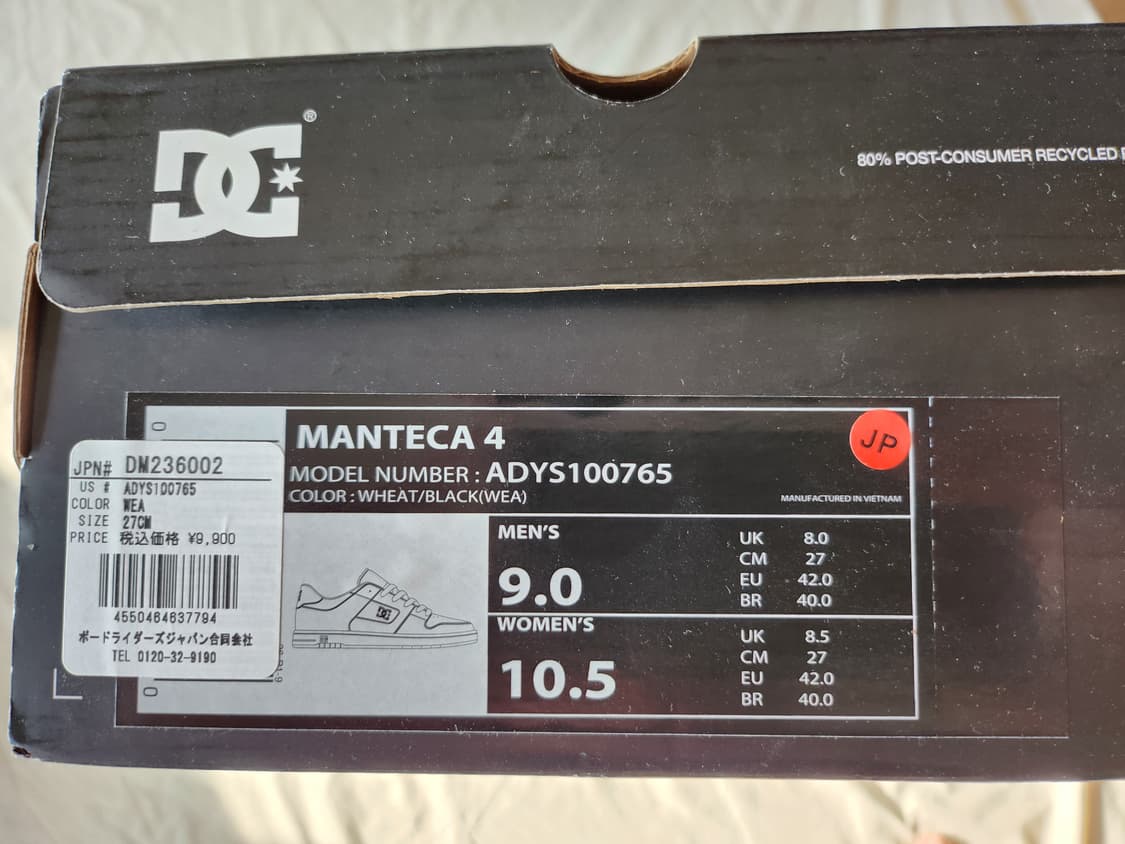 DC
®
80% POST-CONSUMER RECYCLED
MANTECA 4
MODEL NUMBER : ADYS100765
COLOR : WHEAT/BLACK(WEA)
MANUFACTURED IN VIETNAM
JP
MEN'S
9.0
UK 8.0
CM 27
EU 42.0
BR 40.0
WOMEN'S
10.5
UK 8.5
CM 27
EU 42.0
BR 40.0
JPN# DM236002
US # ADYS100765
COLOR WEA
SIZE 27CM
PRICE 税込価格 ¥9,900
4550464637794
ボードライダーズジャパン合同会社
TEL 0120-32-9190
DC
0
0